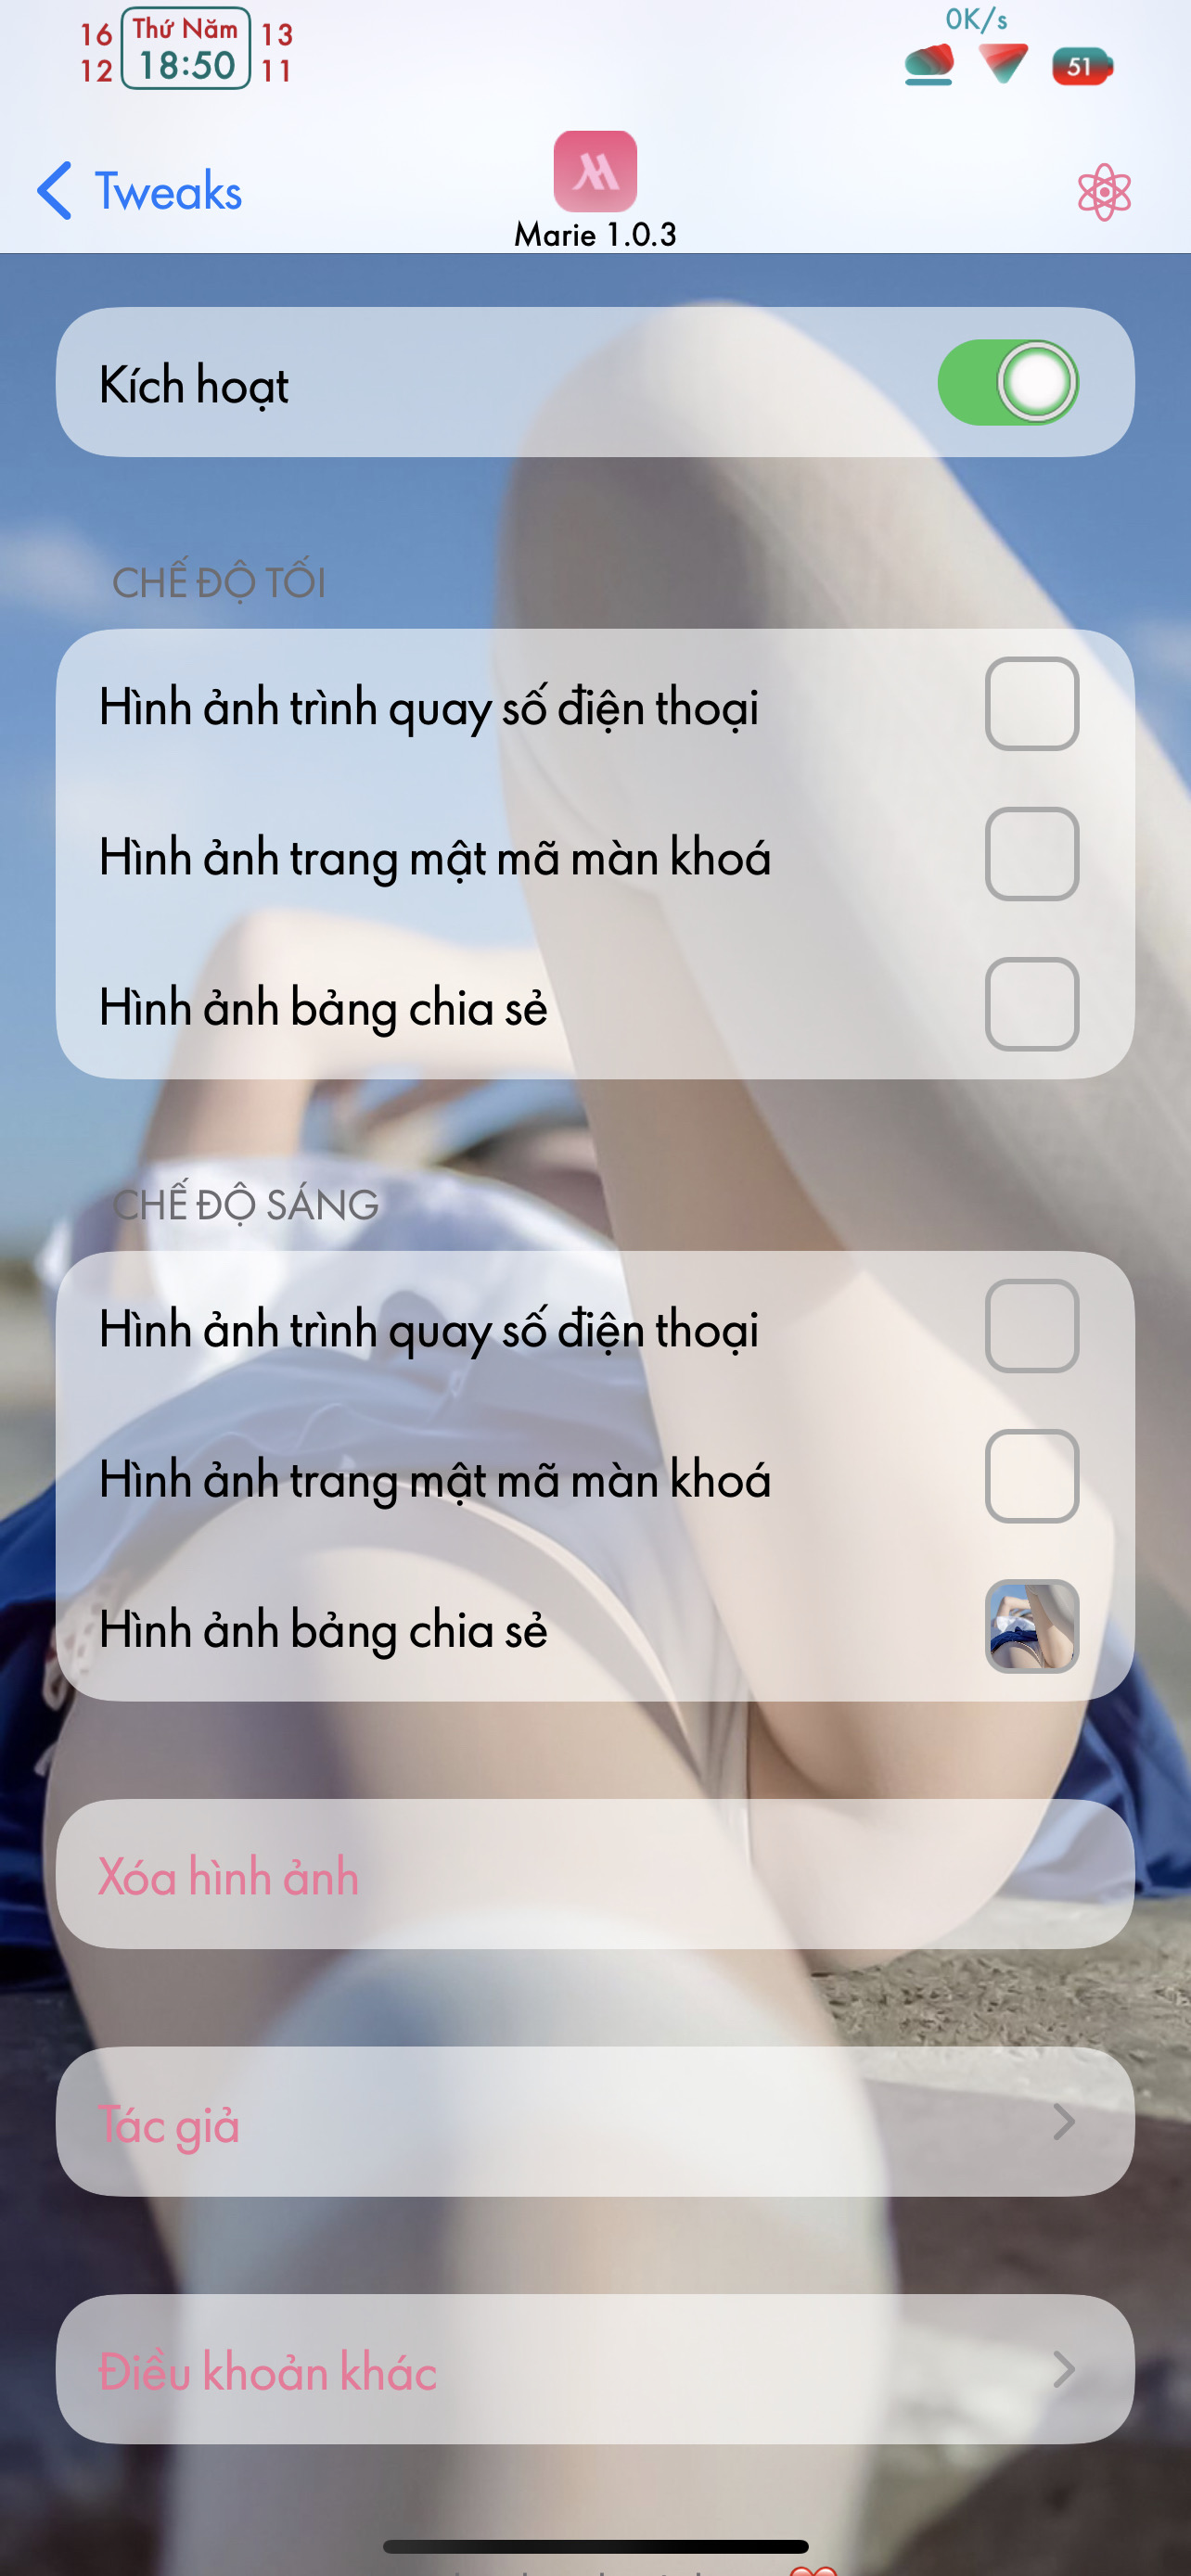 16 Thứ Năm 13
12 18:50 11
0K/s
51
Tweaks
Marie 1.0.3
Kích hoạt
CHẾ ĐỘ TỐI
Hình ảnh trình quay số điện thoại
Hình ảnh trang mật mã màn khoá
Hình ảnh bảng chia sẻ
CHẾ ĐỘ SÁNG
Hình ảnh trình quay số điện thoại
Hình ảnh trang mật mã màn khoá
Hình ảnh bảng chia sẻ
Xóa hình ảnh
Tác giả
Điều khoản khác